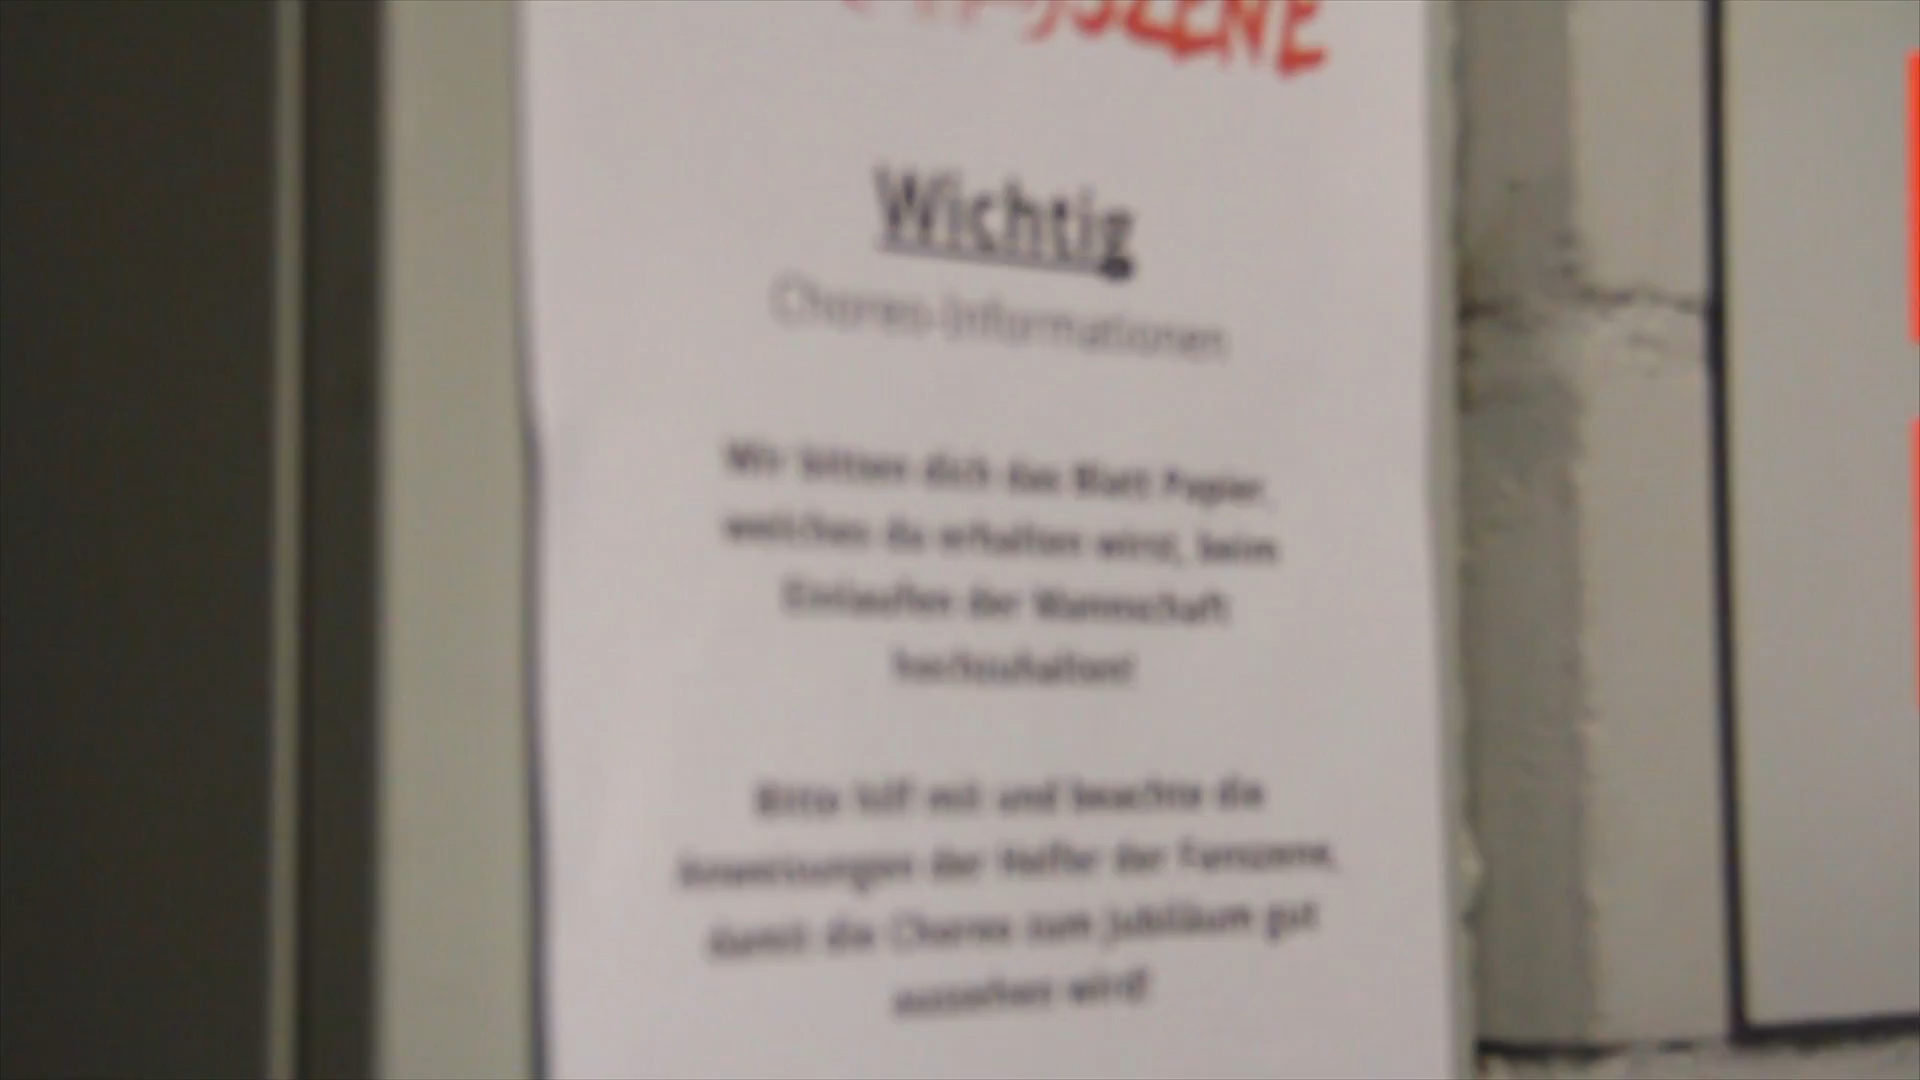 SZENE
Wichtig
Choreo-Informationen
Wir bitten dich das Blatt Papier,
welches du erhalten wirst, beim
Einlaufen der Mannschaft
hochzuhalten!
Bitte hilf mit und beachte die
Anweisungen der Helfer der Fanszene,
damit die Choreo zum Jubiläum gut
aussehen wird!